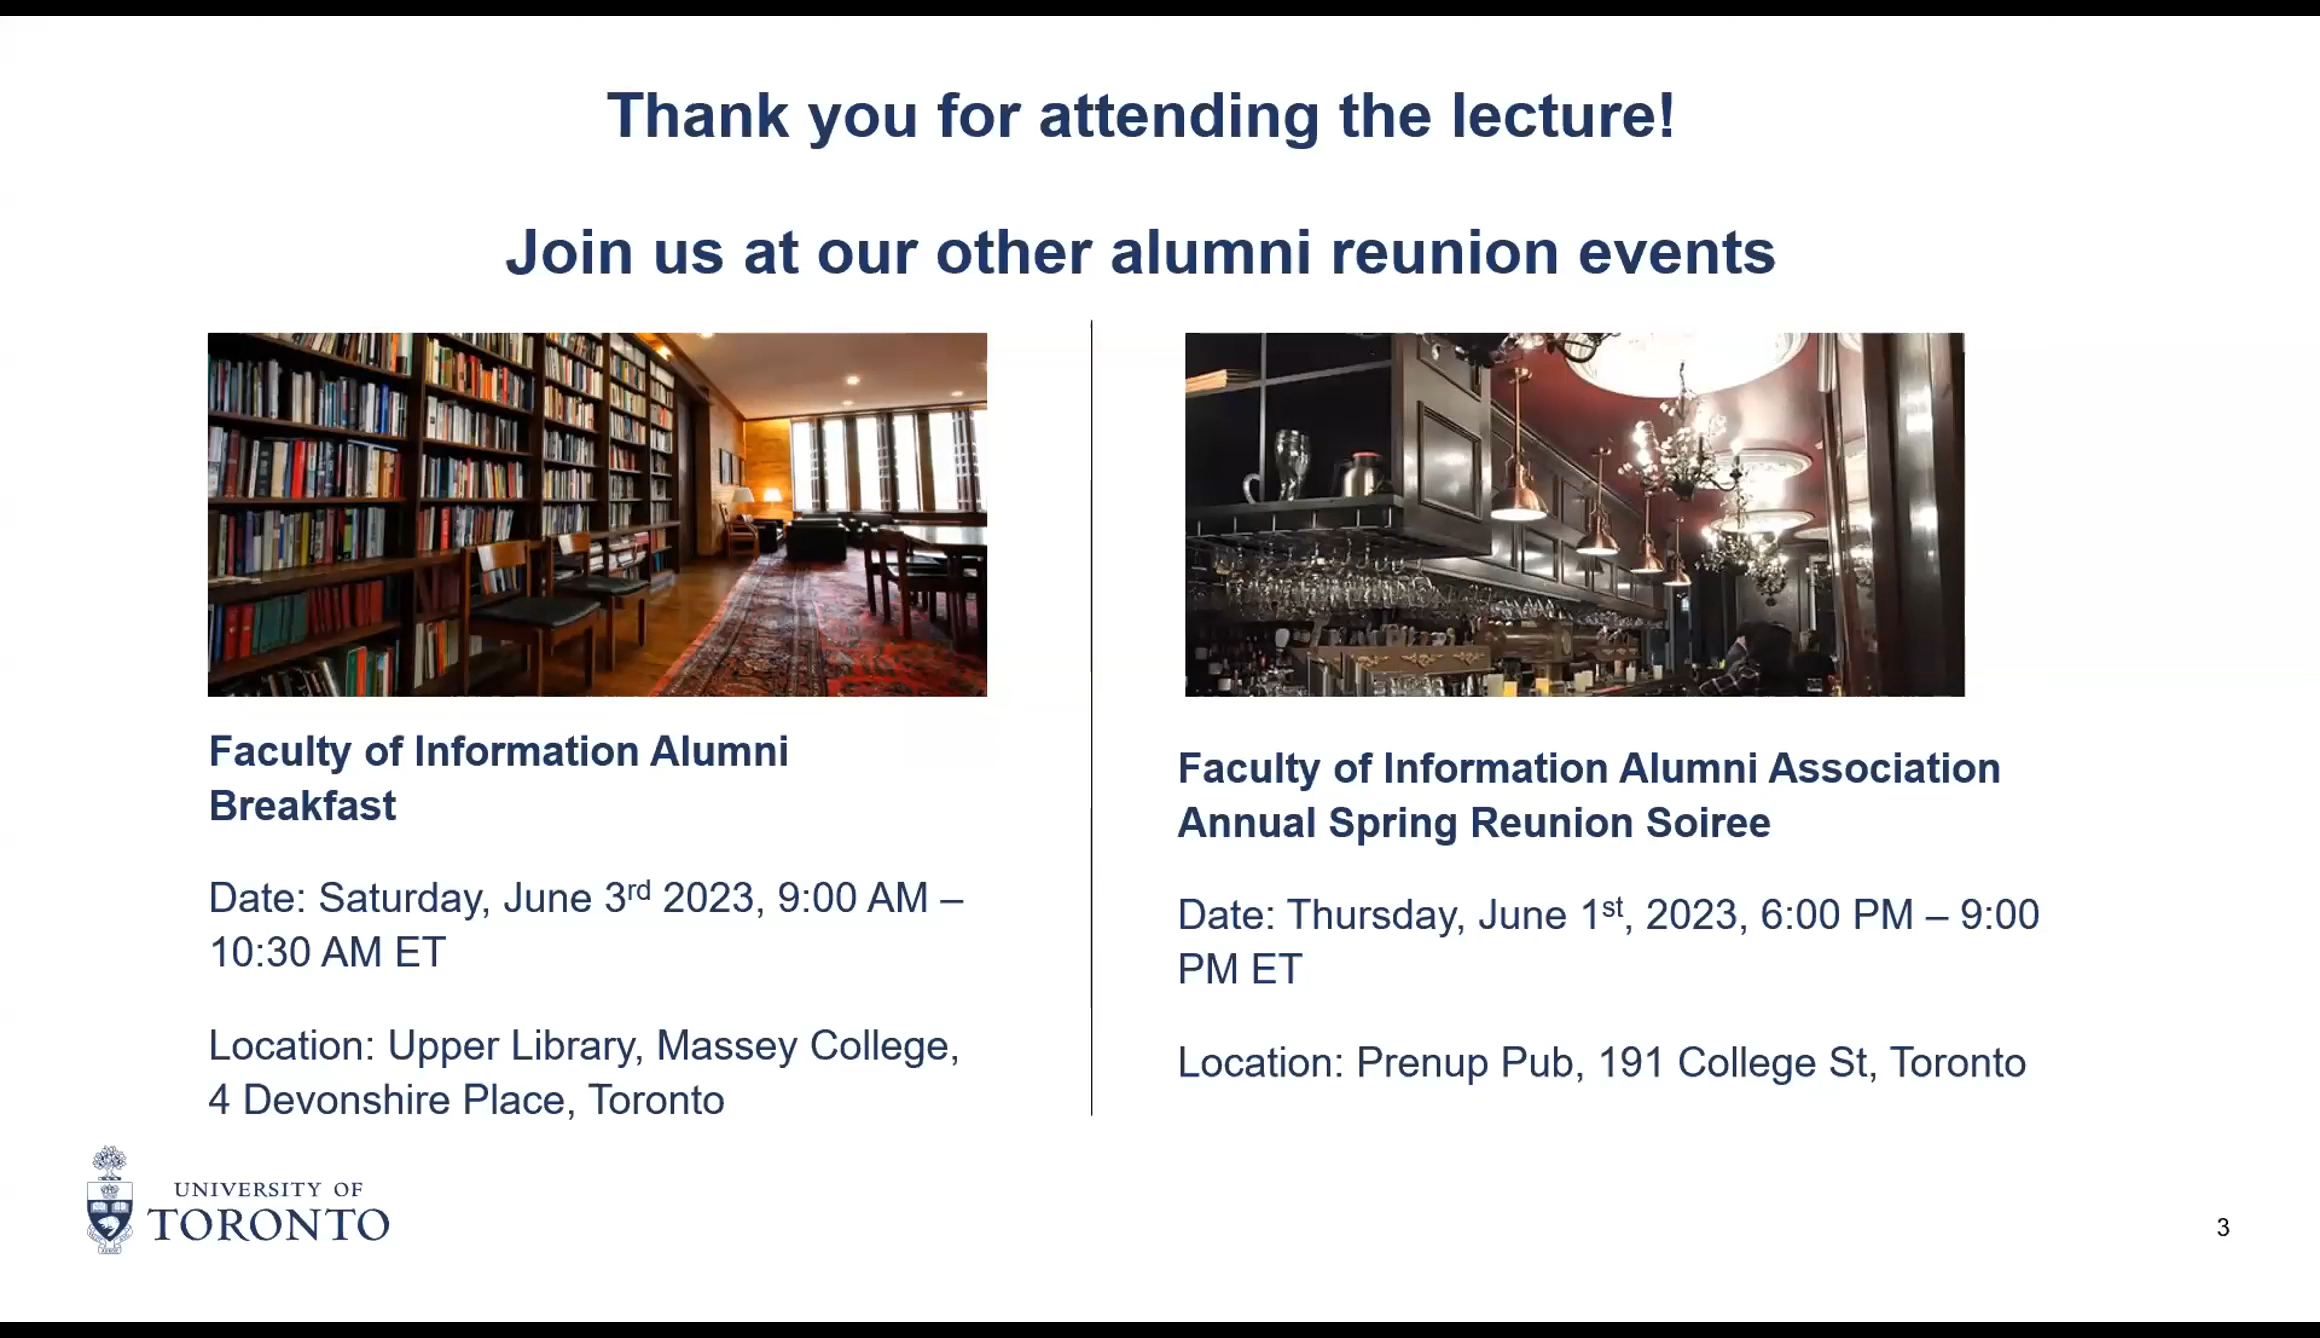 Thank you for attending the lecture!
Join us at our other alumni reunion events
Faculty of Information Alumni
Breakfast
Date: Saturday, June 3rd 2023, 9:00 AM –
10:30 AM ET
Location: Upper Library, Massey College,
4 Devonshire Place, Toronto
Faculty of Information Alumni Association
Annual Spring Reunion Soiree
Date: Thursday, June 1st, 2023, 6:00 PM – 9:00
PM ET
Location: Prenup Pub, 191 College St, Toronto
UNIVERSITY OF
TORONTO
3